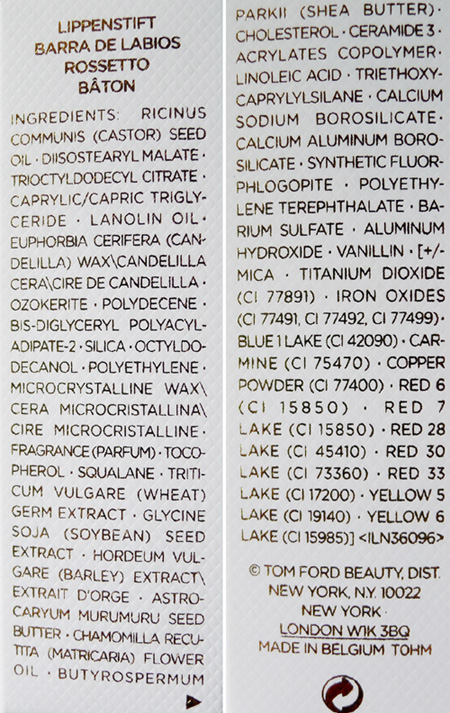 LIPPENSTIFT
BARRA DE LABIOS
ROSSETTO
BÂTON
INGREDIENTS: RICINUS
COMMUNIS (CASTOR) SEED
OIL · DIISOSTEARYL MALATE ·
TRIOCTYLDODECYL CITRATE ·
CAPRYLIC/CAPRIC TRIGLY-
CERIDE · LANOLIN OIL ·
EUPHORBIA CERIFERA (CAN-
DELILLA) WAX\CANDELILLA
CERA\CIRE DE CANDELILLA ·
OZOKERITE · POLYDECENE ·
BIS-DIGLYCERYL POLYACYL-
ADIPATE-2 · SILICA · OCTYLDO-
DECANOL · POLYETHYLENE ·
MICROCRYSTALLINE WAX\
CERA MICROCRISTALLINA\
CIRE MICROCRISTALLINE ·
FRAGRANCE (PARFUM) · TOCO-
PHEROL · SQUALANE · TRITI-
CUM VULGARE (WHEAT)
GERM EXTRACT · GLYCINE
SOJA (SOYBEAN) SEED
EXTRACT · HORDEUM VUL-
GARE (BARLEY) EXTRACT\
EXTRAIT D'ORGE · ASTRO-
CARYUM MURUMURU SEED
BUTTER · CHAMOMILLA RECU-
TITA (MATRICARIA) FLOWER
OIL · BUTYROSPERMUM
PARKII (SHEA BUTTER) ·
CHOLESTEROL · CERAMIDE 3 ·
ACRYLATES COPOLYMER ·
LINOLEIC ACID · TRIETHOXY-
CAPRYLYLSILANE · CALCIUM
SODIUM BOROSILICATE ·
CALCIUM ALUMINUM BORO-
SILICATE · SYNTHETIC FLUOR-
PHLOGOPITE · POLYETHY-
LENE TEREPHTHALATE · BA-
RIUM SULFATE · ALUMINUM
HYDROXIDE · VANILLIN · [+/-
MICA · TITANIUM DIOXIDE
(CI 77891) · IRON OXIDES
(CI 77491, CI 77492, CI 77499) ·
BLUE 1 LAKE (CI 42090) · CAR-
MINE (CI 75470) · COPPER
POWDER (CI 77400) · RED 6
(CI 15850) · RED 7
LAKE (CI 15850) · RED 28
LAKE (CI 45410) · RED 30
LAKE (CI 73360) · RED 33
LAKE (CI 17200) · YELLOW 5
LAKE (CI 19140) · YELLOW 6
LAKE (CI 15985)] <ILN36096>
© TOM FORD BEAUTY, DIST.
NEW YORK, N.Y. 10022
NEW YORK ·
LONDON W1K 3BQ
MADE IN BELGIUM TOHM